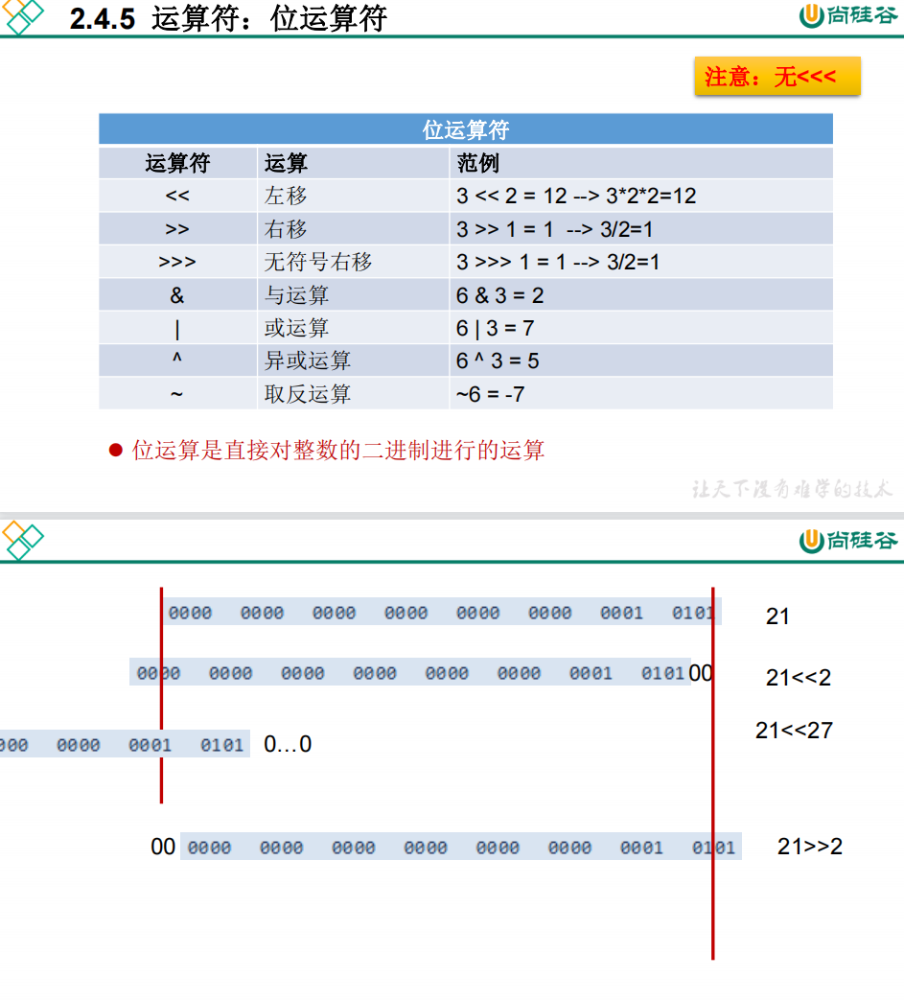 2.4.5 运算符：位运算符
尚硅谷
注意：无<<<
位运算符
运算符 运算 范例
<< 左移 3 << 2 = 12 --> 3*2*2=12
>> 右移 3 >> 1 = 1 --> 3/2=1
>>> 无符号右移 3 >>> 1 = 1 --> 3/2=1
& 与运算 6 & 3 = 2
| 或运算 6 | 3 = 7
^ 异或运算 6 ^ 3 = 5
~ 取反运算 ~6 = -7
● 位运算是直接对整数的二进制进行的运算
让天下没有难学的技术
尚硅谷
0000 0000 0000 0000 0000 0000 0001 0101 21
0000 0000 0000 0000 0000 0000 0001 0101 00 21<<2
21<<27
000 0000 0001 0101 0…0
00 0000 0000 0000 0000 0000 0000 0001 0101 21>>2